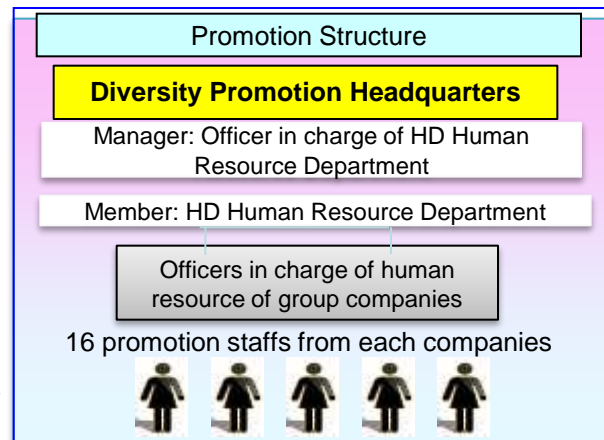 Promotion Structure
Diversity Promotion Headquarters
Manager: Officer in charge of HD Human
Resource Department
Member: HD Human Resource Department
Officers in charge of human
resource of group companies
16 promotion staffs from each companies